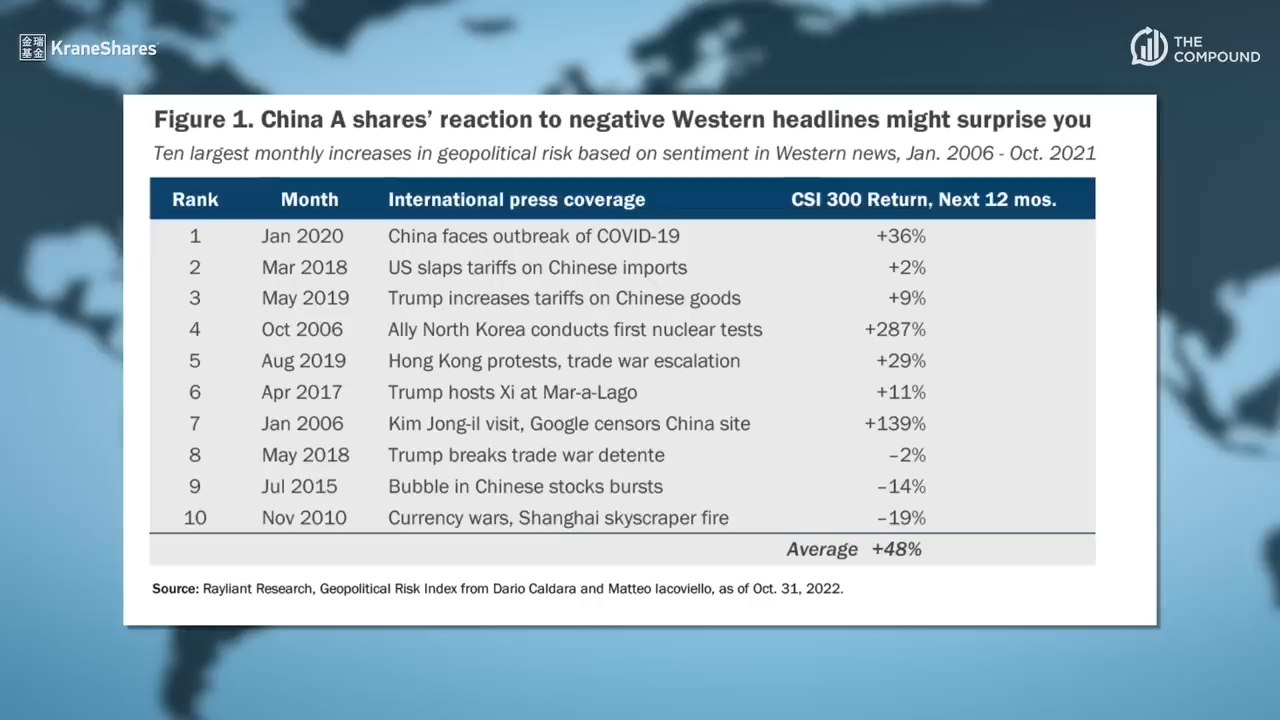 金瑞
基金
KraneShares
THE
COMPOUND
Figure 1. China A shares’ reaction to negative Western headlines might surprise you
Ten largest monthly increases in geopolitical risk based on sentiment in Western news, Jan. 2006 - Oct. 2021
Rank Month International press coverage CSI 300 Return, Next 12 mos.
1 Jan 2020 China faces outbreak of COVID-19 +36%
2 Mar 2018 US slaps tariffs on Chinese imports +2%
3 May 2019 Trump increases tariffs on Chinese goods +9%
4 Oct 2006 Ally North Korea conducts first nuclear tests +287%
5 Aug 2019 Hong Kong protests, trade war escalation +29%
6 Apr 2017 Trump hosts Xi at Mar-a-Lago +11%
7 Jan 2006 Kim Jong-il visit, Google censors China site +139%
8 May 2018 Trump breaks trade war detente –2%
9 Jul 2015 Bubble in Chinese stocks bursts –14%
10 Nov 2010 Currency wars, Shanghai skyscraper fire –19%
Average +48%
Source: Rayliant Research, Geopolitical Risk Index from Dario Caldara and Matteo Iacoviello, as of Oct. 31, 2022.